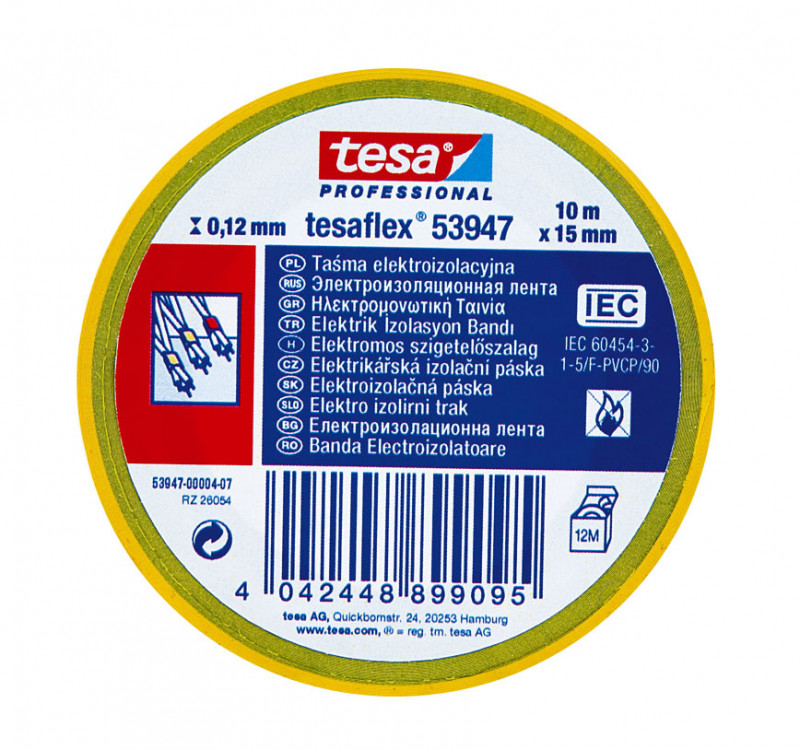 tesa®
PROFESSIONAL
0,12 mm
tesaflex® 53947
10 m
x 15 mm
PL Taśma elektroizolacyjna
RUS Электроизоляционная лента
GR Ηλεκτρομονωτική Ταινία
TR Elektrik İzolasyon Bandı
H Elektromos szigetelőszalag
CZ Elektrikářská izolační páska
SK Elektroizolačná páska
SLO Elektro izolirni trak
BG Електроизолационна лента
RO Banda Electroizolatoare
IEC
IEC 60454-3-
1-5/F-PVCP/90
53947-00004-07
RZ 26054
12M
4 042448 899095
tesa AG, Quickbornstr. 24, 20253 Hamburg
www.tesa.com, ® = reg. tm. tesa AG